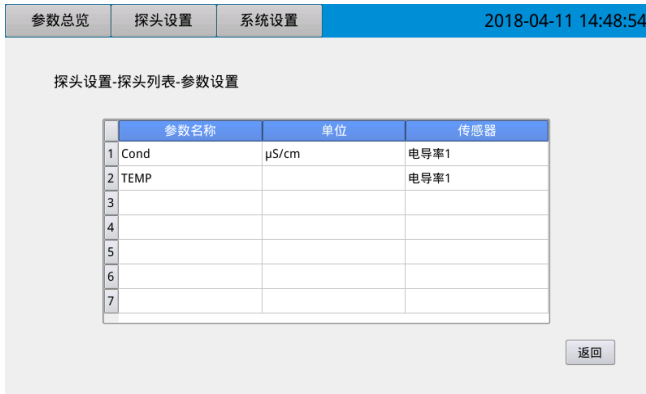 参数总览 探头设置 系统设置 2018-04-11 14:48:54
探头设置-探头列表-参数设置
参数名称 单位 传感器
1 Cond µS/cm 电导率1
2 TEMP 电导率1
3
4
5
6
7
返回